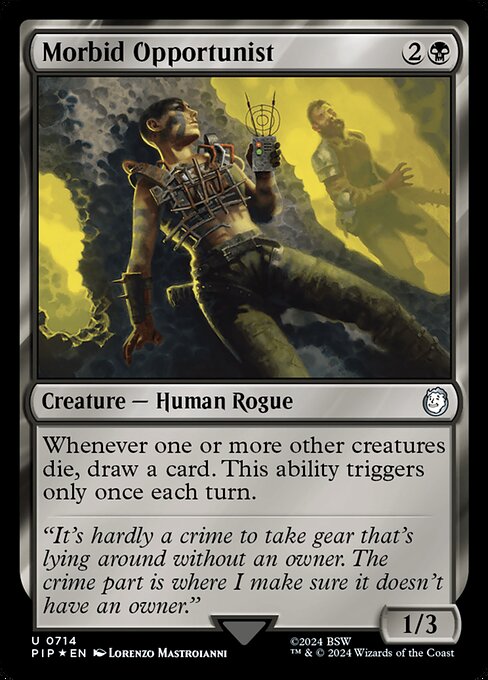 Morbid Opportunist 2
Creature — Human Rogue
Whenever one or more other creatures
die, draw a card. This ability triggers
only once each turn.
“It's hardly a crime to take gear that's
lying around without an owner. The
crime part is where I make sure it doesn't
have an owner.”
1/3
U 0714
PIP★EN Lorenzo Mastroianni
©2024 BSW
™ & © 2024 Wizards of the Coast